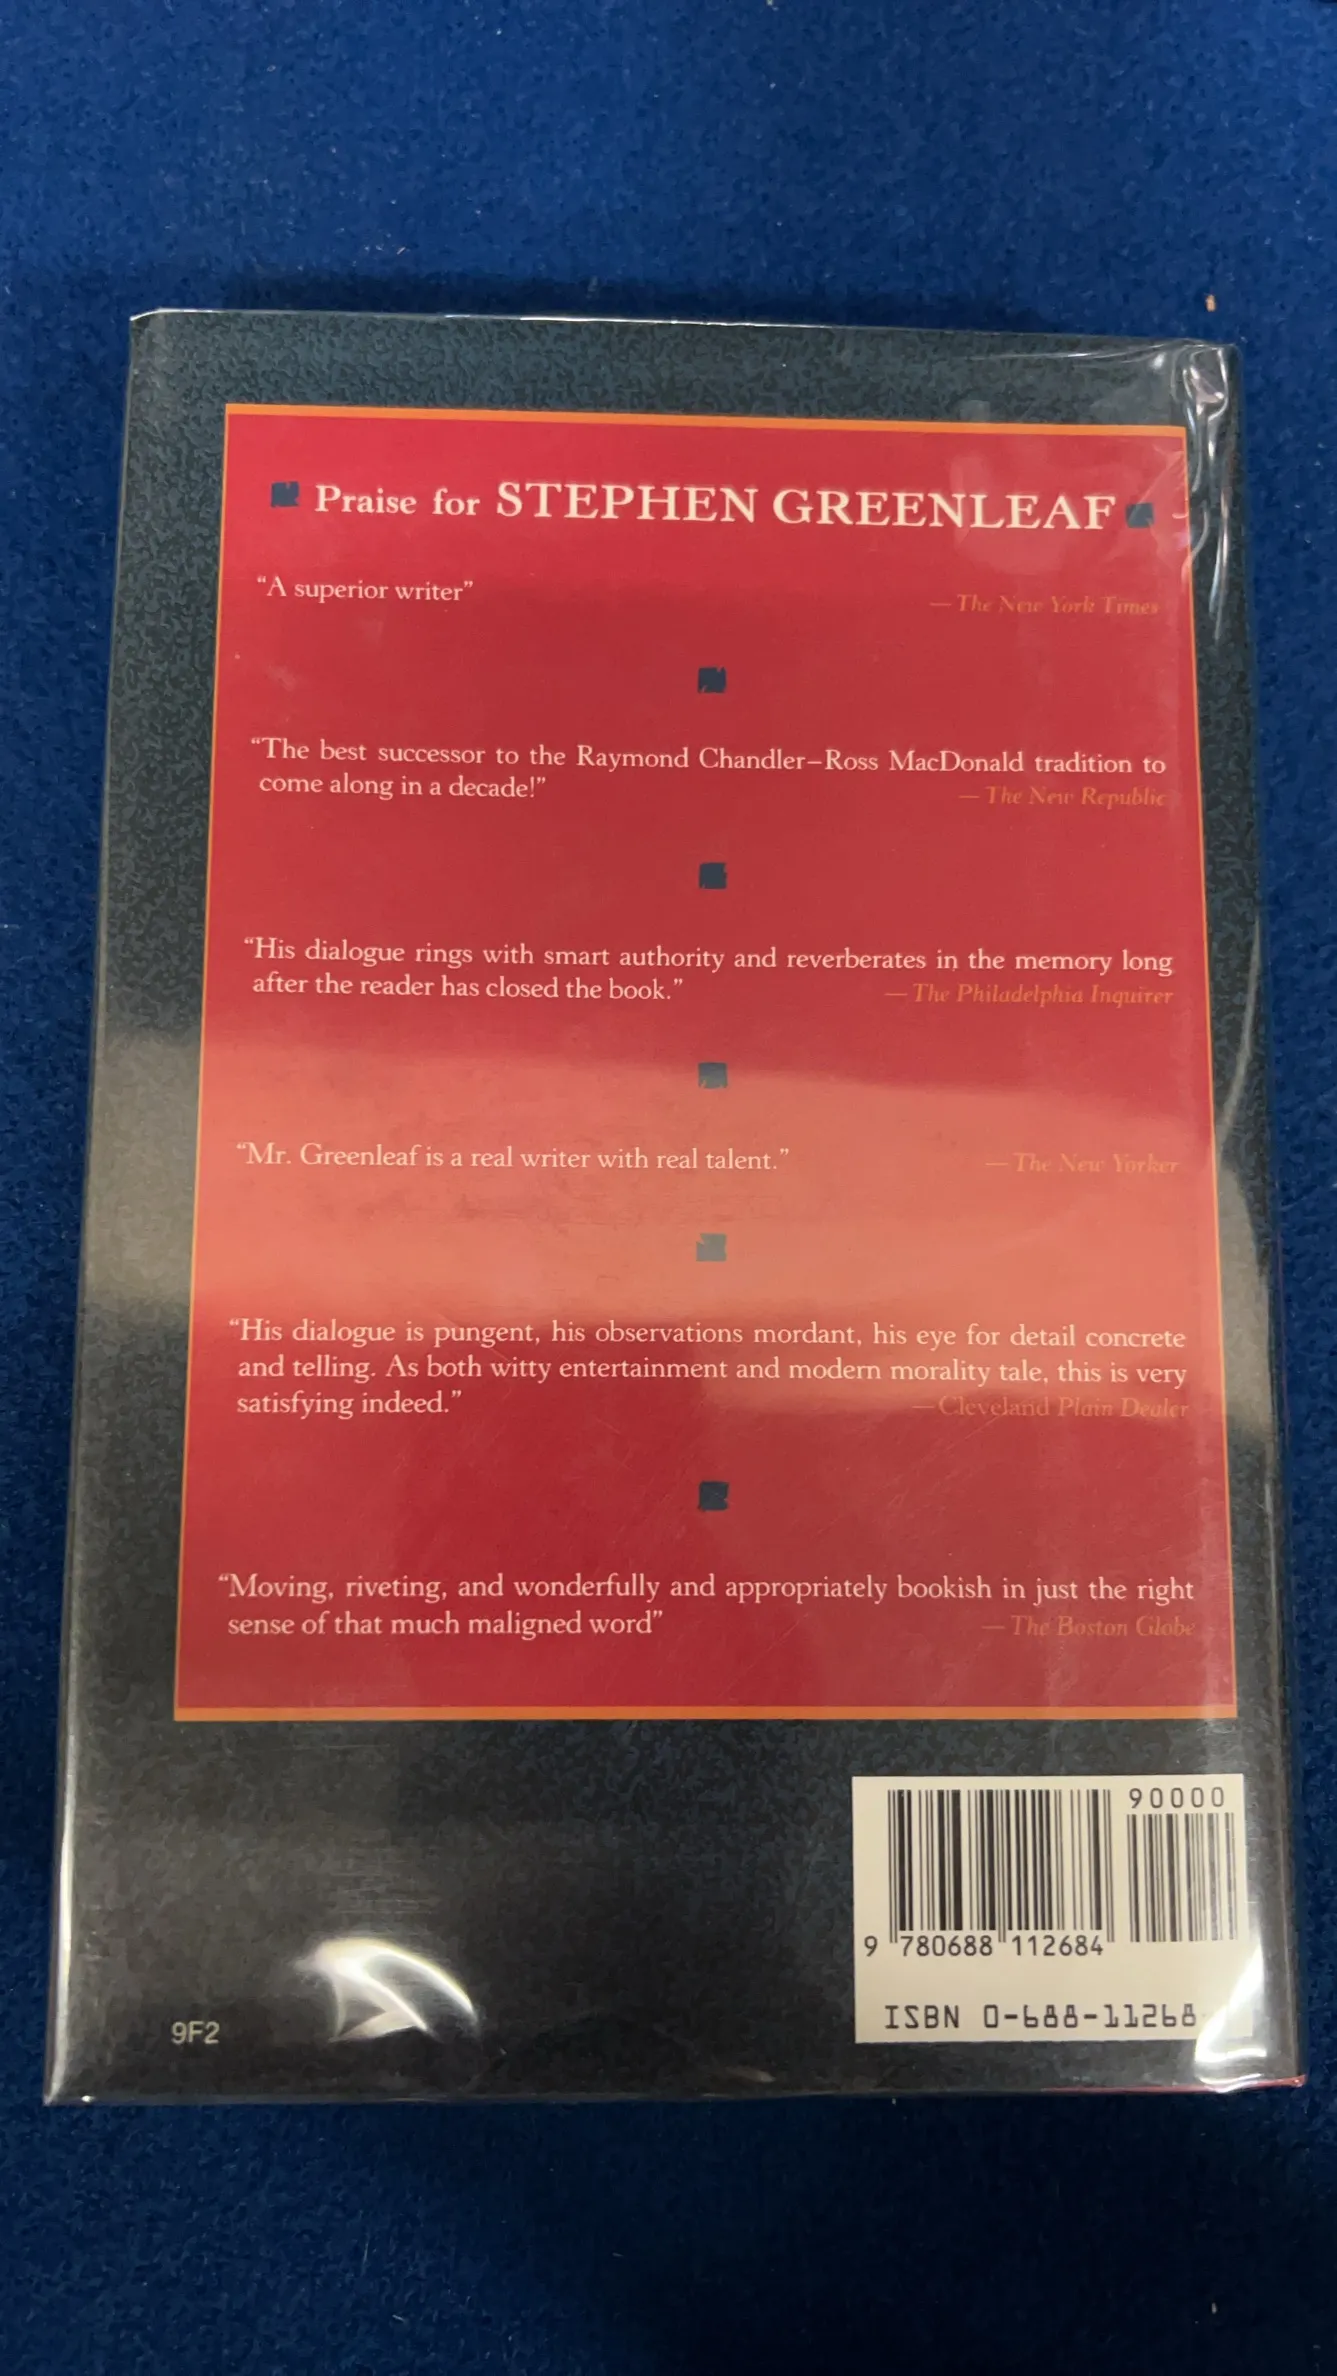 Praise for STEPHEN GREENLEAF
“A superior writer”
— The New York Times
“The best successor to the Raymond Chandler–Ross MacDonald tradition to
come along in a decade!”
— The New Republic
“His dialogue rings with smart authority and reverberates in the memory long
after the reader has closed the book.”
— The Philadelphia Inquirer
“Mr. Greenleaf is a real writer with real talent.”
— The New Yorker
“His dialogue is pungent, his observations mordant, his eye for detail concrete
and telling. As both witty entertainment and modern morality tale, this is very
satisfying indeed.”
— Cleveland Plain Dealer
“Moving, riveting, and wonderfully and appropriately bookish in just the right
sense of that much maligned word”
— The Boston Globe
90000
9 780688 112684
ISBN 0-688-11268-
9F2